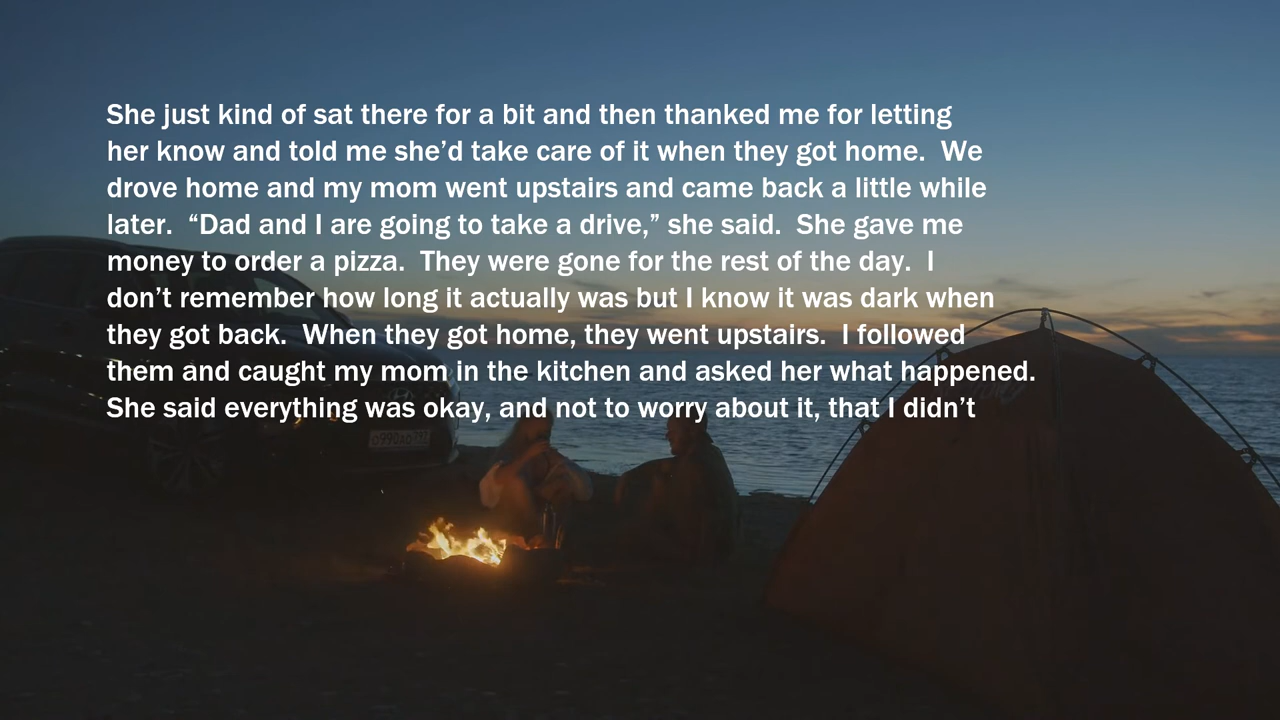 She just kind of sat there for a bit and then thanked me for letting
her know and told me she’d take care of it when they got home.  We
drove home and my mom went upstairs and came back a little while
later.  “Dad and I are going to take a drive,” she said.  She gave me
money to order a pizza.  They were gone for the rest of the day.  I
don’t remember how long it actually was but I know it was dark when
they got back.  When they got home, they went upstairs.  I followed
them and caught my mom in the kitchen and asked her what happened.
She said everything was okay, and not to worry about it, that I didn’t